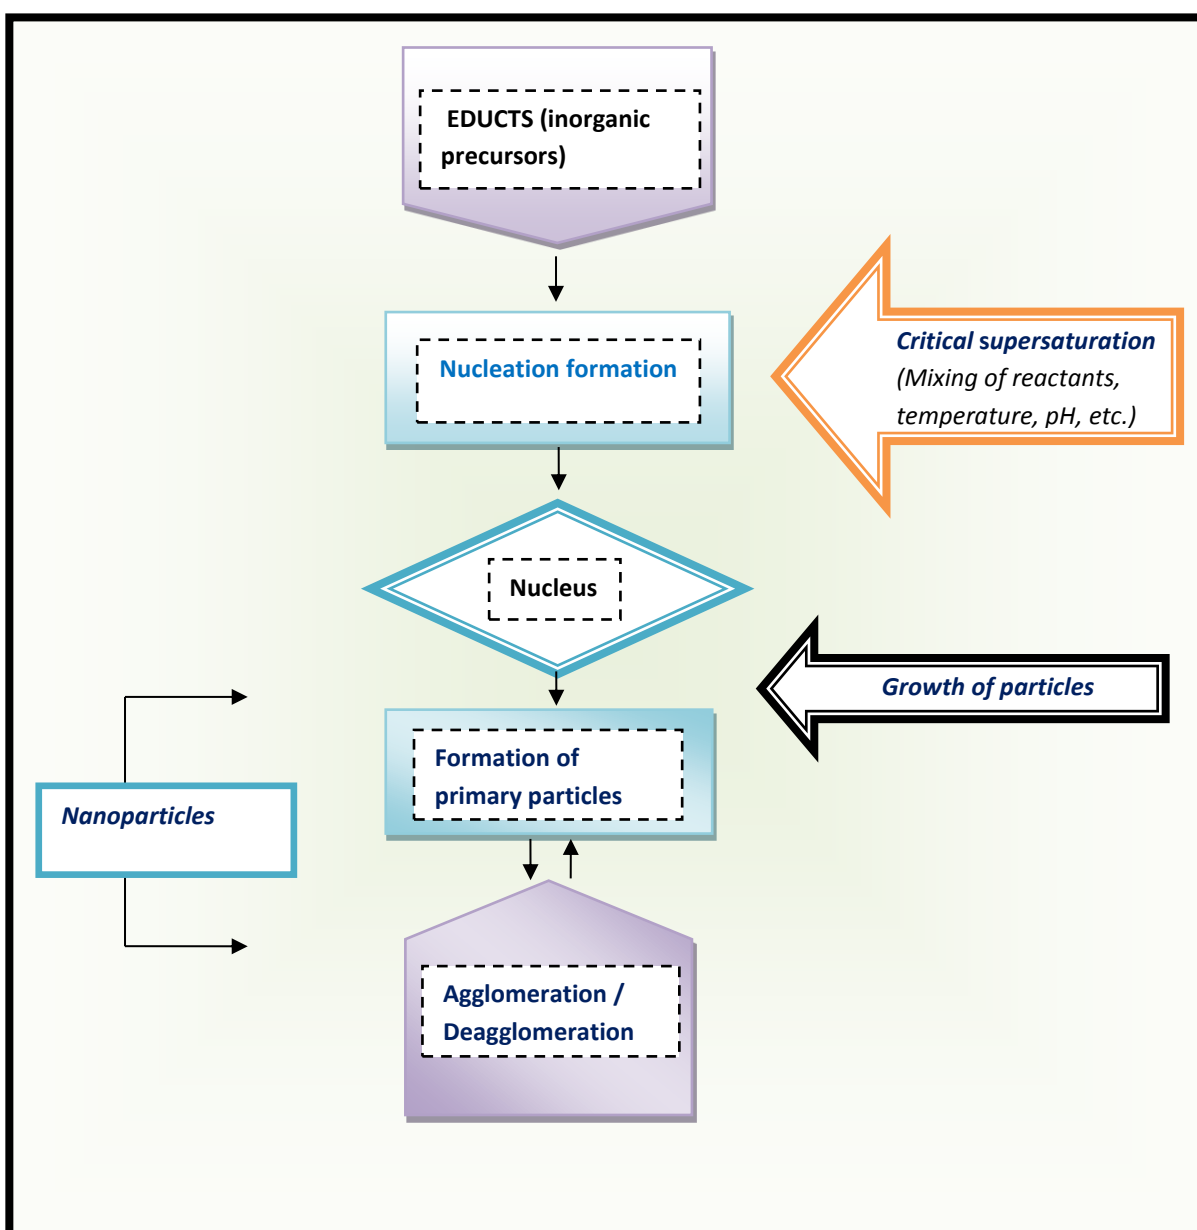 EDUCTS (inorganic
precursors)
Nucleation formation
Critical supersaturation
(Mixing of reactants,
temperature, pH, etc.)
Nucleus
Growth of particles
Formation of
primary particles
Nanoparticles
Agglomeration /
Deagglomeration